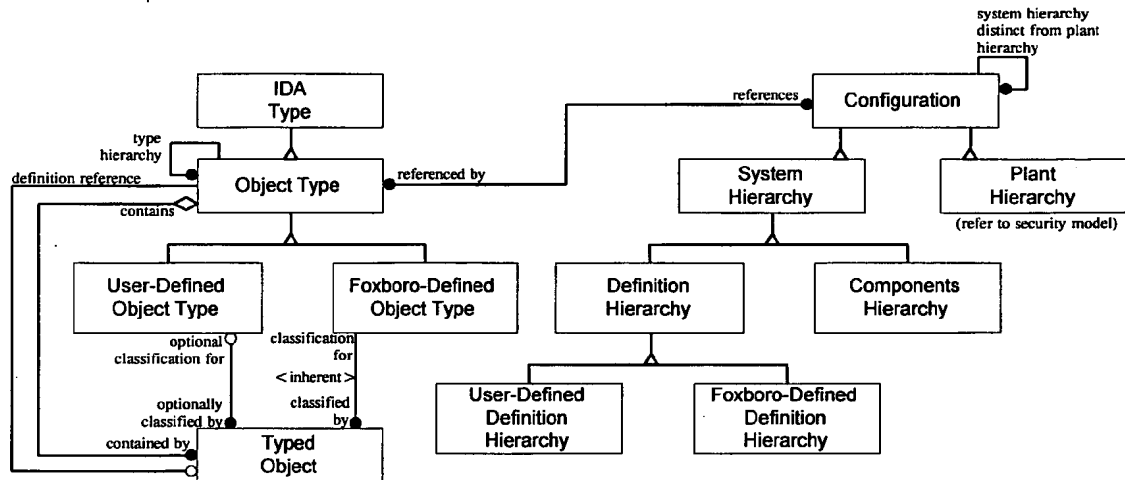 system hierarchy
distinct from plant
hierarchy
IDA
Type
references
Configuration
type
hierarchy
definition reference
Object Type
referenced by
System
Hierarchy
Plant
Hierarchy
contains
(refer to security model)
User-Defined
Object Type
Foxboro-Defined
Object Type
Definition
Hierarchy
Components
Hierarchy
optional
classification for
classification
for
< inherent >
optionally
classified by
classified
by
User-Defined
Definition
Hierarchy
Foxboro-Defined
Definition
Hierarchy
contained by
Typed
Object